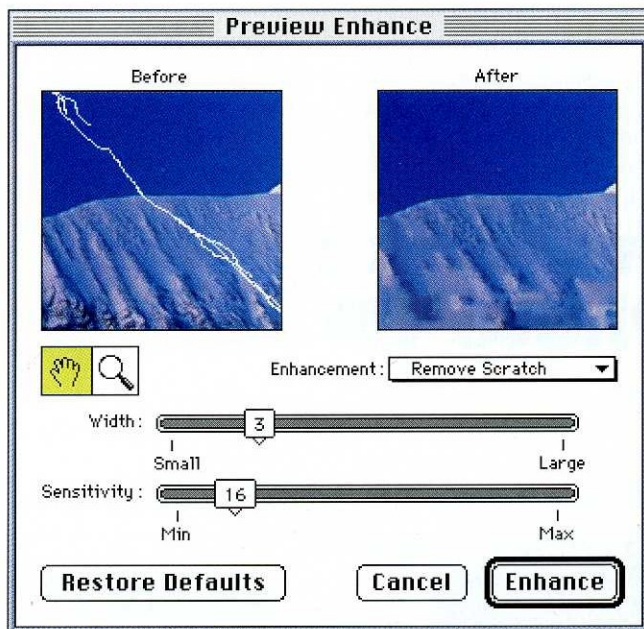 Preview Enhance
Before After
Enhancement: Remove Scratch
Width: 3
Small Large
Sensitivity: 16
Min Max
Restore Defaults Cancel Enhance